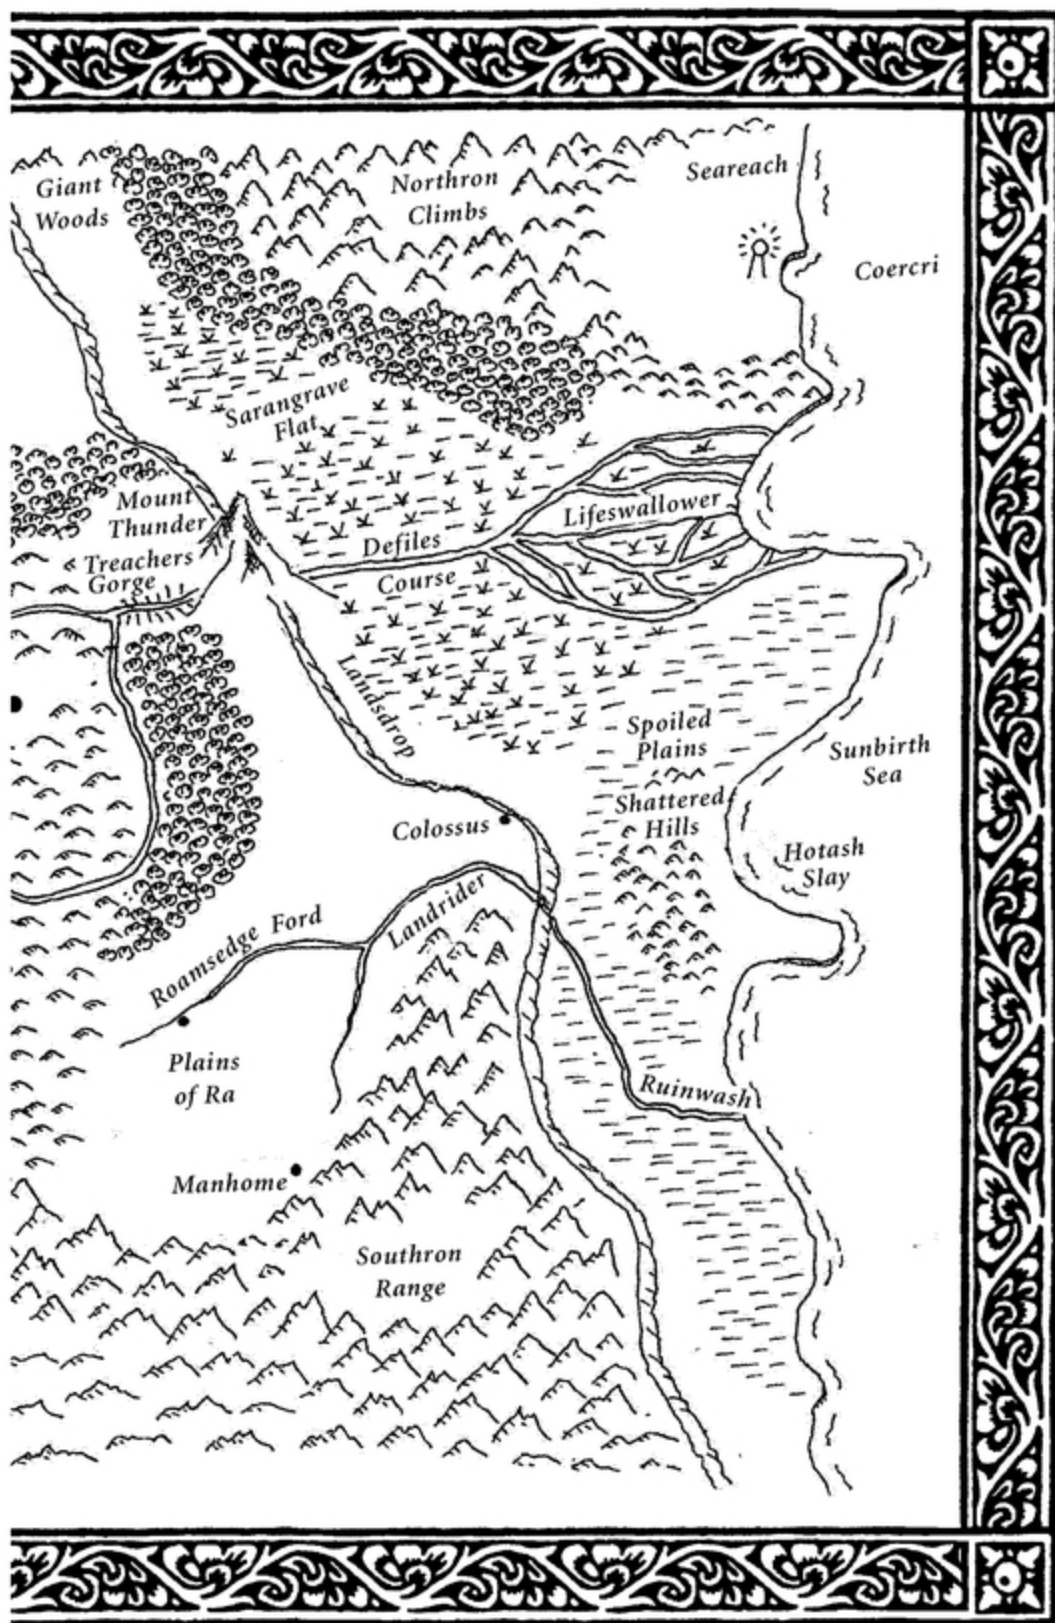 Giant
Woods
Northron
Climbs
Seareach
Coercri
Sarangrave
Flat
Mount
Thunder
Treachers
Gorge
Defiles
Course
Lifeswallower
Landsdrop
Spoiled
Plains
Shattered
Hills
Sunbirth
Sea
Hotash
Slay
Colossus
Landrider
Roamsedge Ford
Plains
of Ra
Ruinwash
Manhome
Southron
Range